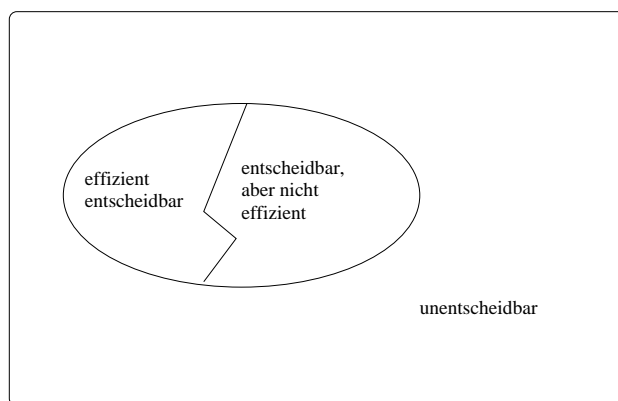 effizient
entscheidbar
entscheidbar,
aber nicht
effizient
unentscheidbar